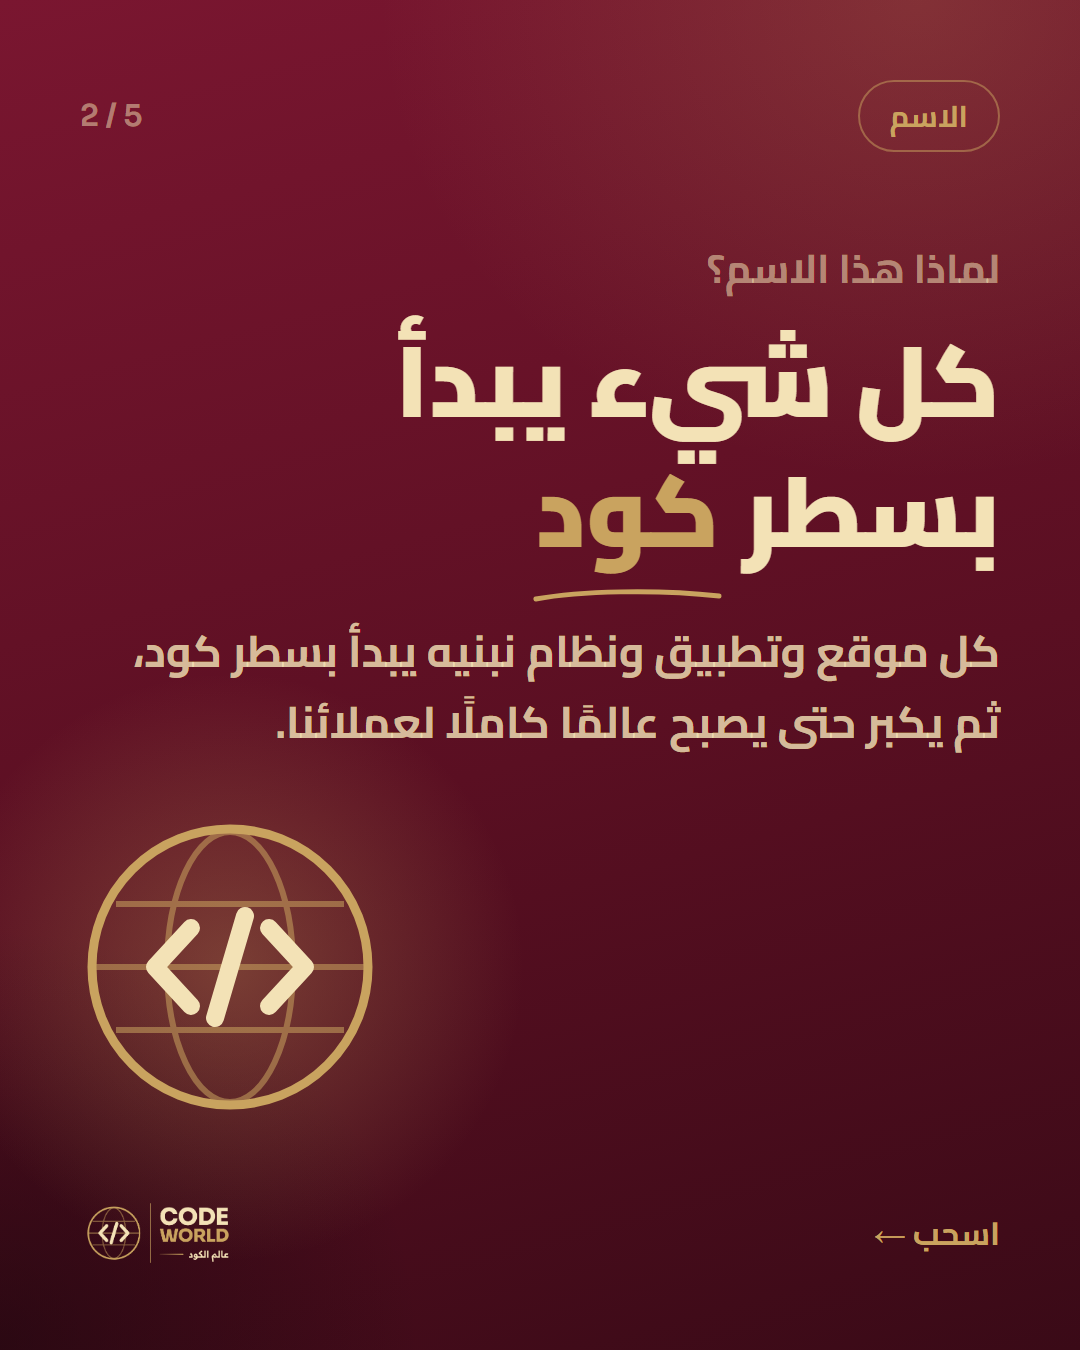 الاسم
2 / 5
لماذا هذا الاسم؟
كل شيء يبدأ
بسطر كود
كل موقع وتطبيق ونظام نبنيه يبدأ بسطر كود،
ثم يكبر حتى يصبح عالمًا كاملًا لعملائنا.
</>
اسحب ←
</>
CODE
WORLD
عالم الكود